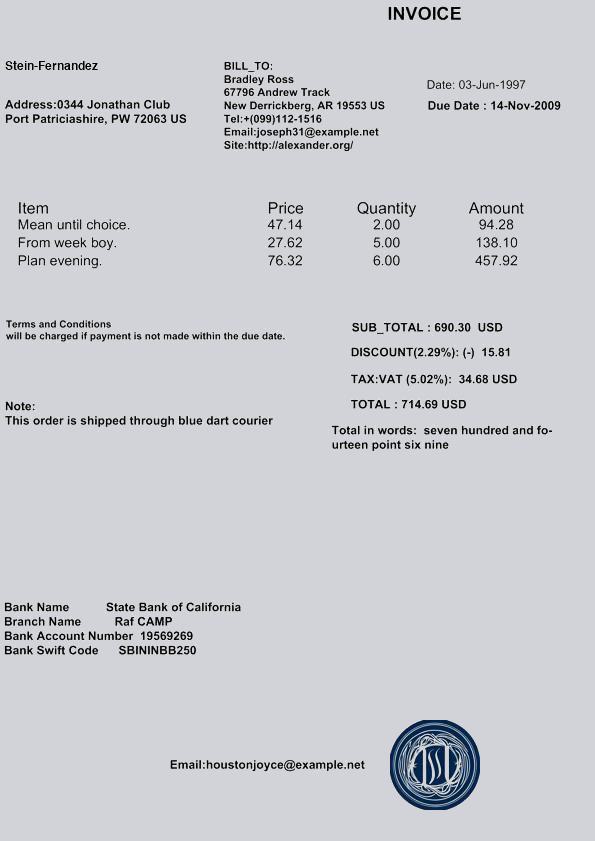 INVOICE
Stein-Fernandez
Address:0344 Jonathan Club
Port Patriciashire, PW 72063 US
BILL_TO:
Bradley Ross
67796 Andrew Track
New Derrickberg, AR 19553 US
Tel:+(099)112-1516
Email:joseph31@example.net
Site:http://alexander.org/
Date: 03-Jun-1997
Due Date : 14-Nov-2009
Item Price Quantity Amount
Mean until choice. 47.14 2.00 94.28
From week boy. 27.62 5.00 138.10
Plan evening. 76.32 6.00 457.92
Terms and Conditions
will be charged if payment is not made within the due date.
SUB_TOTAL : 690.30 USD
DISCOUNT(2.29%): (-) 15.81
TAX:VAT (5.02%): 34.68 USD
TOTAL : 714.69 USD
Total in words: seven hundred and fo-
urteen point six nine
Note:
This order is shipped through blue dart courier
Bank Name State Bank of California
Branch Name Raf CAMP
Bank Account Number 19569269
Bank Swift Code SBININBB250
Email:houstonjoyce@example.net